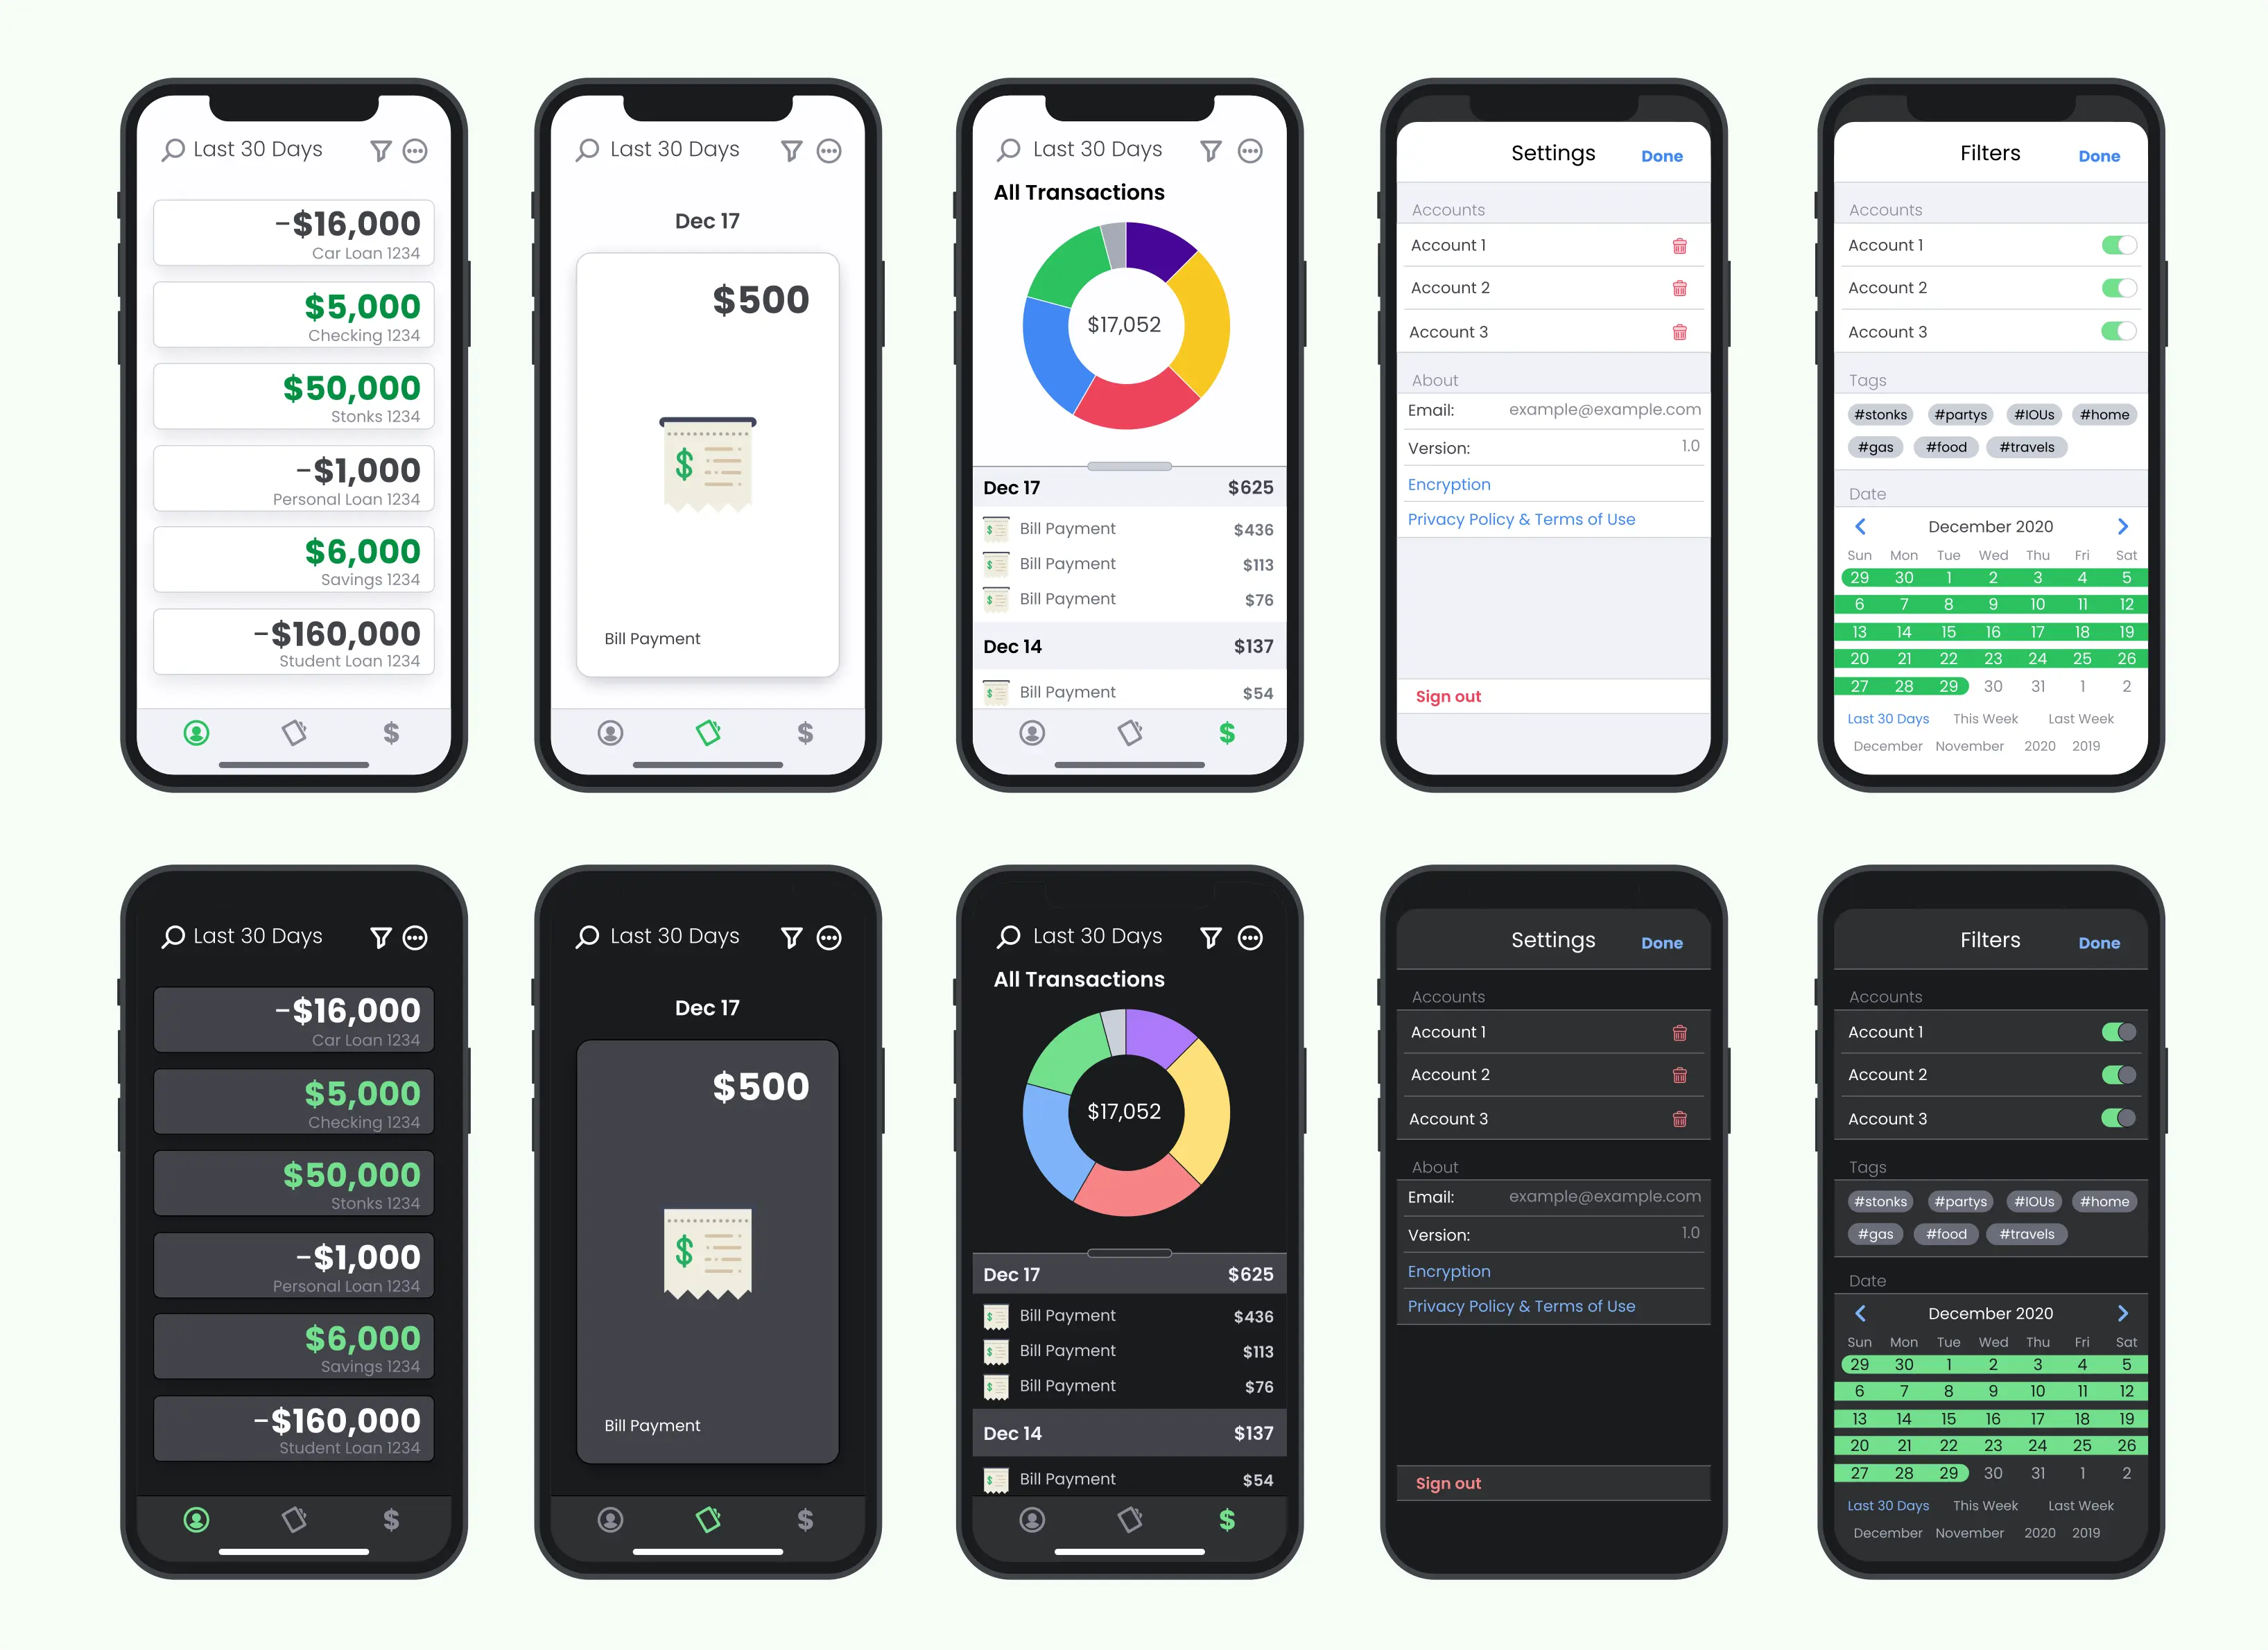 Last 30 Days
−$16,000
Car Loan 1234
$5,000
Checking 1234
$50,000
Stonks 1234
−$1,000
Personal Loan 1234
$6,000
Savings 1234
−$160,000
Student Loan 1234
$
Last 30 Days
Dec 17
$500
$
Bill Payment
$
Last 30 Days
All Transactions
$17,052
Dec 17 $625
Bill Payment $436
Bill Payment $113
Bill Payment $76
Dec 14 $137
Bill Payment $54
$
Settings Done
Accounts
Account 1
Account 2
Account 3
About
Email: example@example.com
Version: 1.0
Encryption
Privacy Policy & Terms of Use
Sign out
Filters Done
Accounts
Account 1
Account 2
Account 3
Tags
#stonks #partys #IOUs #home
#gas #food #travels
Date
December 2020
Sun Mon Tue Wed Thu Fri Sat
29 30 1 2 3 4 5
6 7 8 9 10 11 12
13 14 15 16 17 18 19
20 21 22 23 24 25 26
27 28 29 30 31 1 2
Last 30 Days This Week Last Week
December November 2020 2019
Last 30 Days
−$16,000
Car Loan 1234
$5,000
Checking 1234
$50,000
Stonks 1234
−$1,000
Personal Loan 1234
$6,000
Savings 1234
−$160,000
Student Loan 1234
$
Last 30 Days
Dec 17
$500
$
Bill Payment
$
Last 30 Days
All Transactions
$17,052
Dec 17 $625
Bill Payment $436
Bill Payment $113
Bill Payment $76
Dec 14 $137
Bill Payment $54
$
Settings Done
Accounts
Account 1
Account 2
Account 3
About
Email: example@example.com
Version: 1.0
Encryption
Privacy Policy & Terms of Use
Sign out
Filters Done
Accounts
Account 1
Account 2
Account 3
Tags
#stonks #partys #IOUs #home
#gas #food #travels
Date
December 2020
Sun Mon Tue Wed Thu Fri Sat
29 30 1 2 3 4 5
6 7 8 9 10 11 12
13 14 15 16 17 18 19
20 21 22 23 24 25 26
27 28 29 30 31 1 2
Last 30 Days This Week Last Week
December November 2020 2019